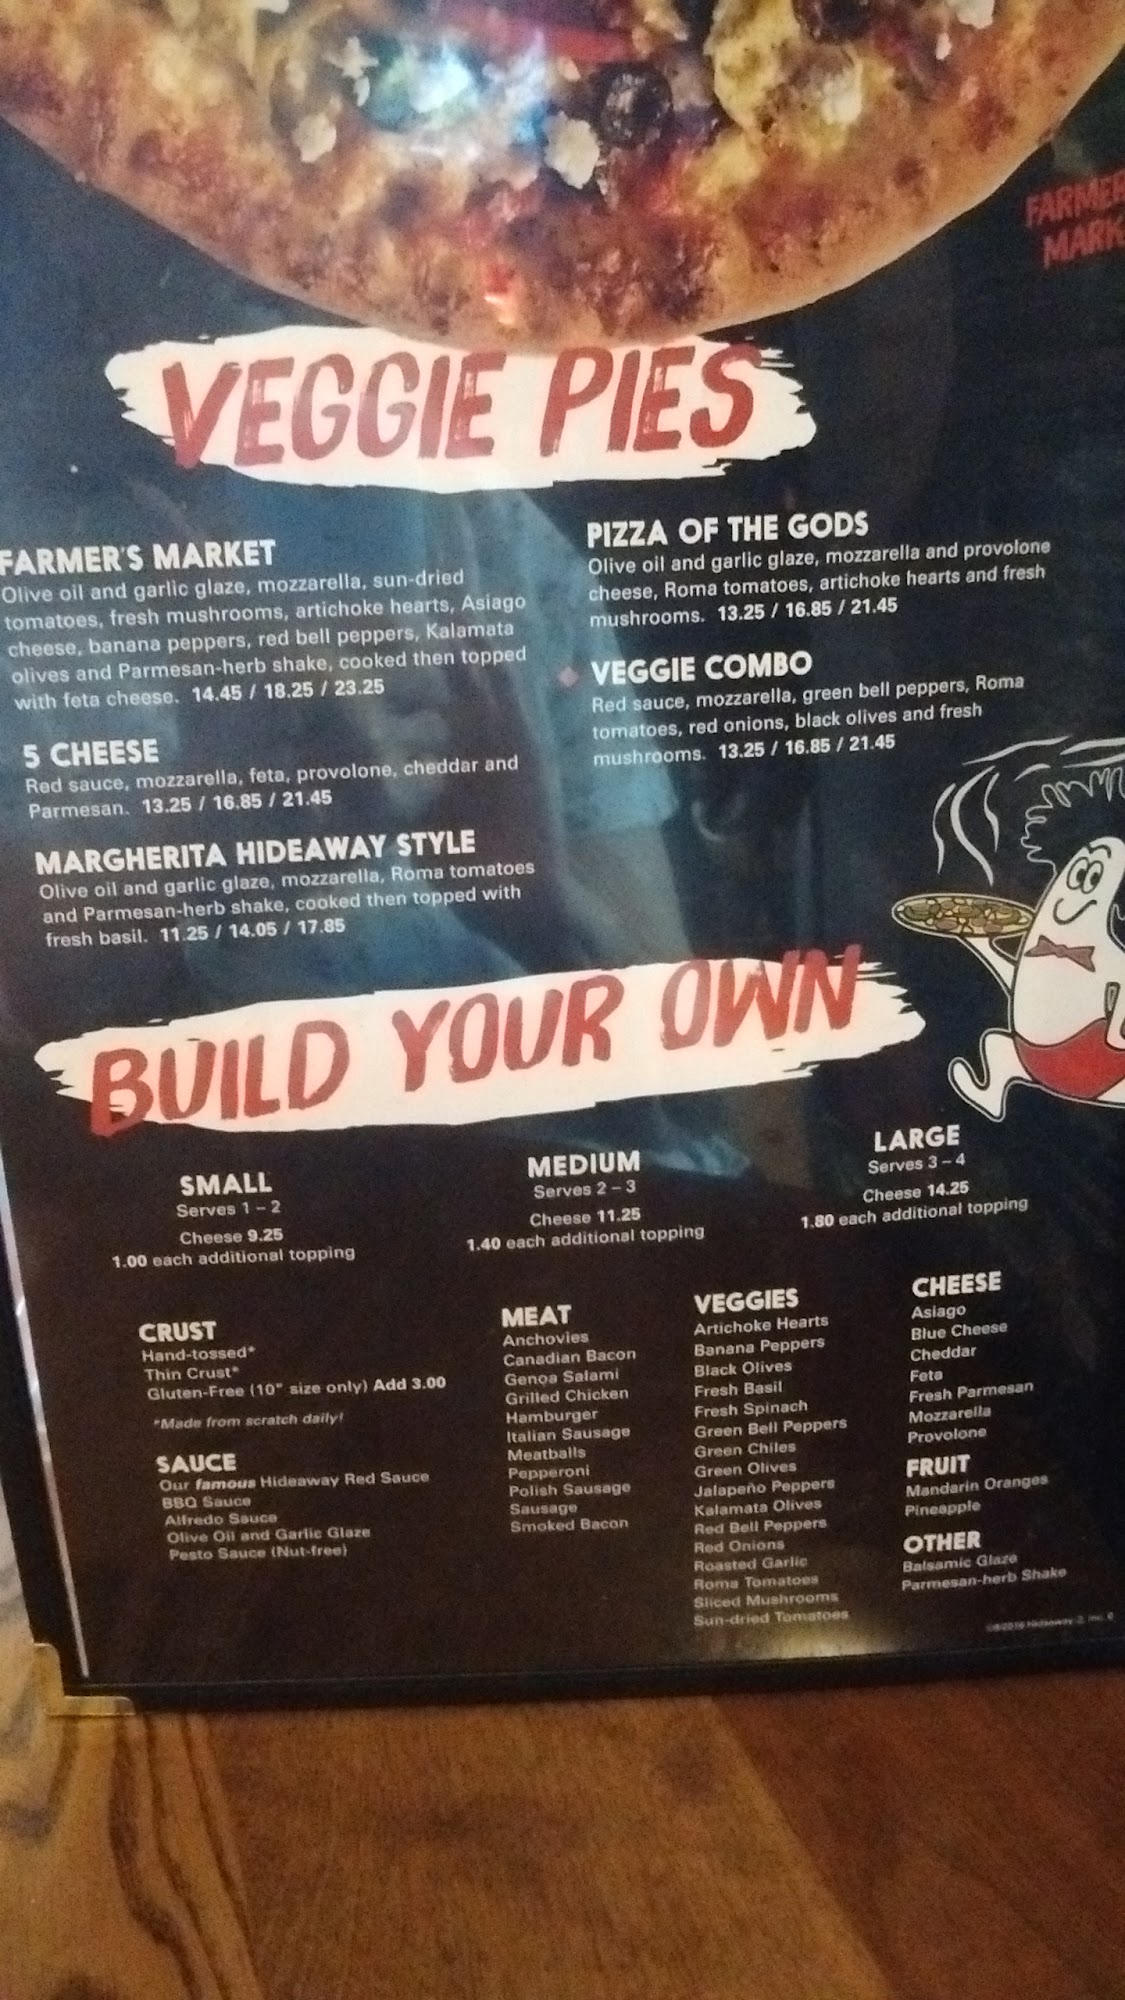 FARMER
MARK
VEGGIE PIES
FARMER'S MARKET
Olive oil and garlic glaze, mozzarella, sun-dried
tomatoes, fresh mushrooms, artichoke hearts, Asiago
cheese, banana peppers, red bell peppers, Kalamata
olives and Parmesan-herb shake, cooked then topped
with feta cheese. 14.45 / 18.25 / 23.25
5 CHEESE
Red sauce, mozzarella, feta, provolone, cheddar and
Parmesan. 13.25 / 16.85 / 21.45
MARGHERITA HIDEAWAY STYLE
Olive oil and garlic glaze, mozzarella, Roma tomatoes
and Parmesan-herb shake, cooked then topped with
fresh basil. 11.25 / 14.05 / 17.85
PIZZA OF THE GODS
Olive oil and garlic glaze, mozzarella and provolone
cheese, Roma tomatoes, artichoke hearts and fresh
mushrooms. 13.25 / 16.85 / 21.45
VEGGIE COMBO
Red sauce, mozzarella, green bell peppers, Roma
tomatoes, red onions, black olives and fresh
mushrooms. 13.25 / 16.85 / 21.45
BUILD YOUR OWN
SMALL
Serves 1 – 2
Cheese 9.25
1.00 each additional topping
MEDIUM
Serves 2 – 3
Cheese 11.25
1.40 each additional topping
LARGE
Serves 3 – 4
Cheese 14.25
1.80 each additional topping
CRUST
Hand-tossed*
Thin Crust*
Gluten-Free (10" size only) Add 3.00
*Made from scratch daily!
SAUCE
Our famous Hideaway Red Sauce
BBQ Sauce
Alfredo Sauce
Olive Oil and Garlic Glaze
Pesto Sauce (Nut-free)
MEAT
Anchovies
Canadian Bacon
Genoa Salami
Grilled Chicken
Hamburger
Italian Sausage
Meatballs
Pepperoni
Polish Sausage
Sausage
Smoked Bacon
VEGGIES
Artichoke Hearts
Banana Peppers
Black Olives
Fresh Basil
Fresh Spinach
Green Bell Peppers
Green Chiles
Green Olives
Jalapeño Peppers
Kalamata Olives
Red Bell Peppers
Red Onions
Roasted Garlic
Roma Tomatoes
Sliced Mushrooms
Sun-dried Tomatoes
CHEESE
Asiago
Blue Cheese
Cheddar
Feta
Fresh Parmesan
Mozzarella
Provolone
FRUIT
Mandarin Oranges
Pineapple
OTHER
Balsamic Glaze
Parmesan-herb Shake
Hideaway 2, Inc.